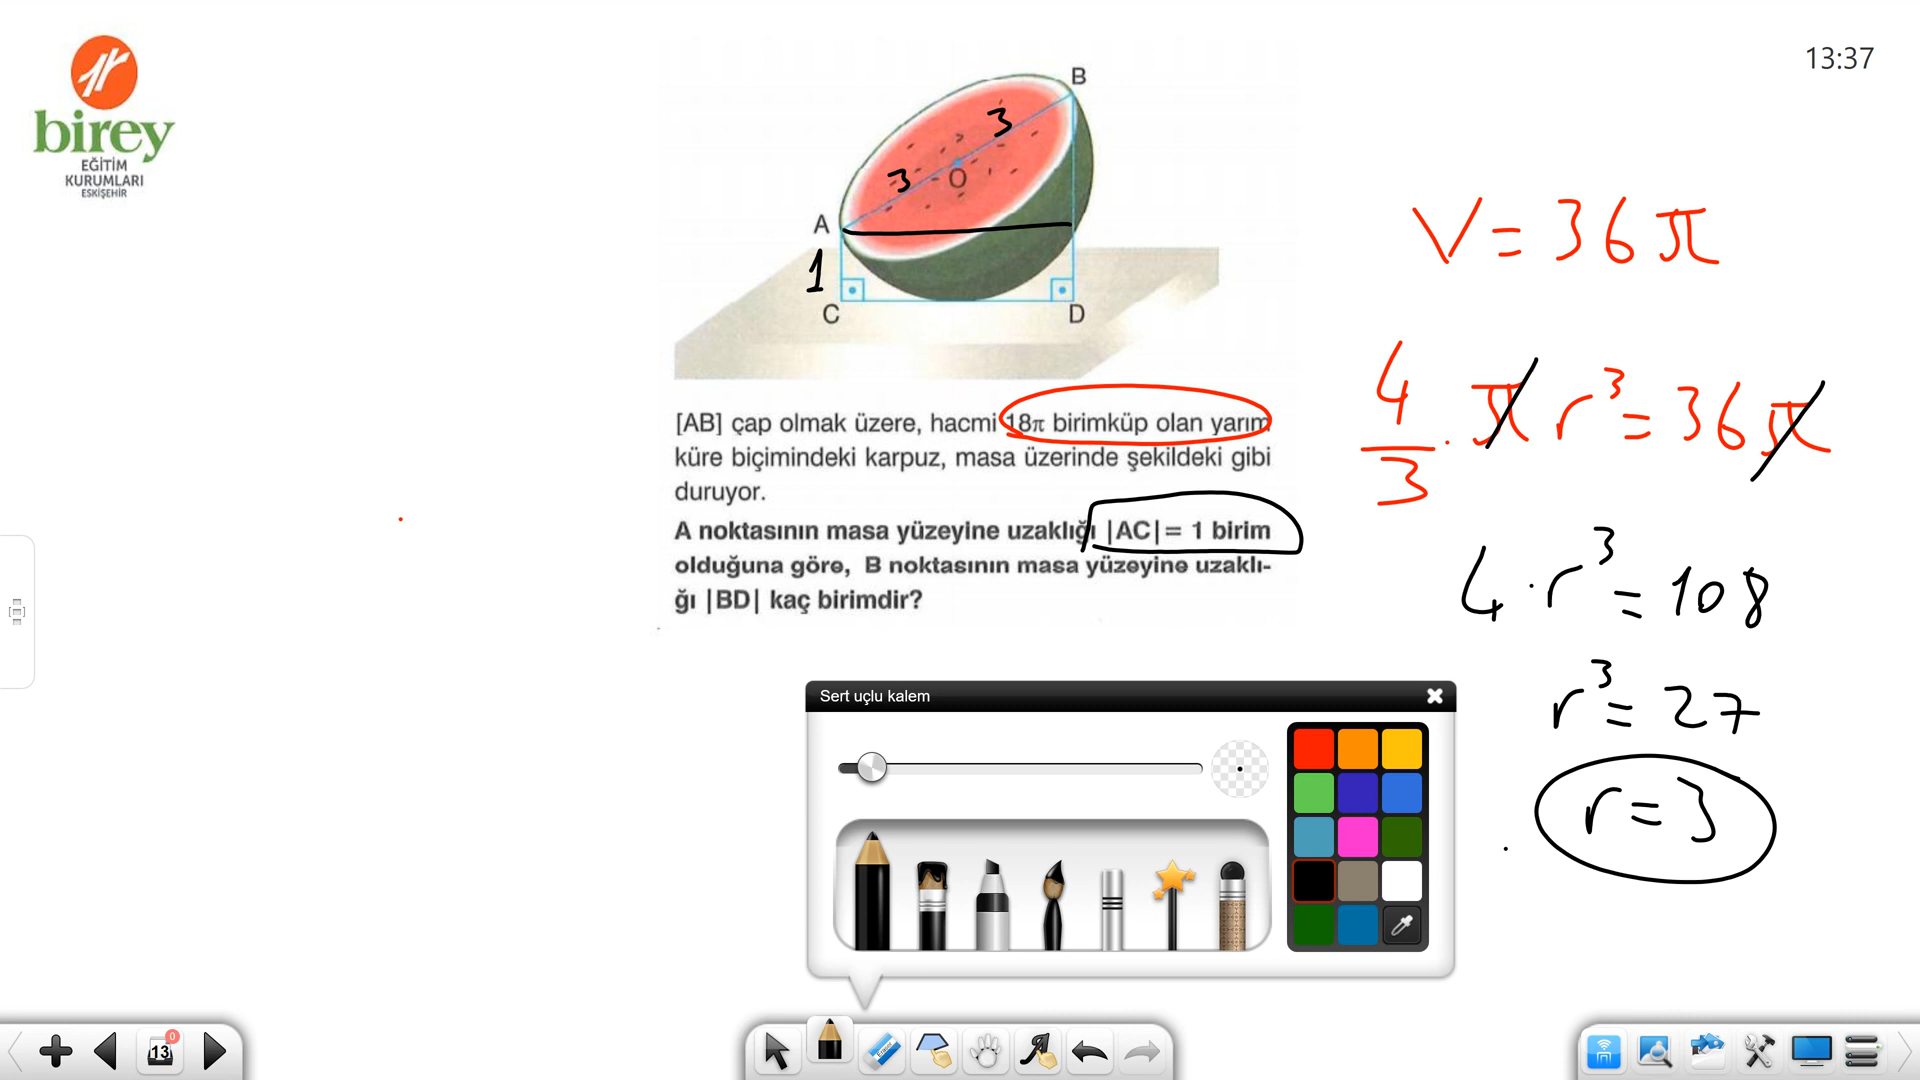 birey
EĞİTİM
KURUMLARI
ESKİŞEHİR
13:37
B
3
3
O
A
1
C
D
[AB] çap olmak üzere, hacmi 18π birimküp olan yarım
küre biçimindeki karpuz, masa üzerinde şekildeki gibi
duruyor.
A noktasının masa yüzeyine uzaklığı |AC| = 1 birim
olduğuna göre, B noktasının masa yüzeyine uzaklı-
ğı |BD| kaç birimdir?
V = 36π
4/3 . π r³ = 36π
4 . r³ = 108
r³ = 27
r = 3
Sert uçlu kalem
13
0